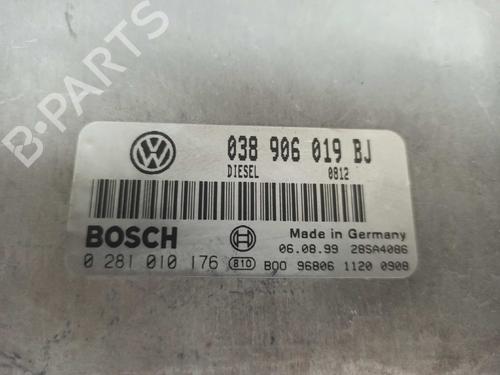 B-PARTS
038 906 019 BJ
DIESEL 0812
BOSCH Made in Germany
06.08.99 28SA4086
0 281 010 176 810 B00 96806 1120 0908